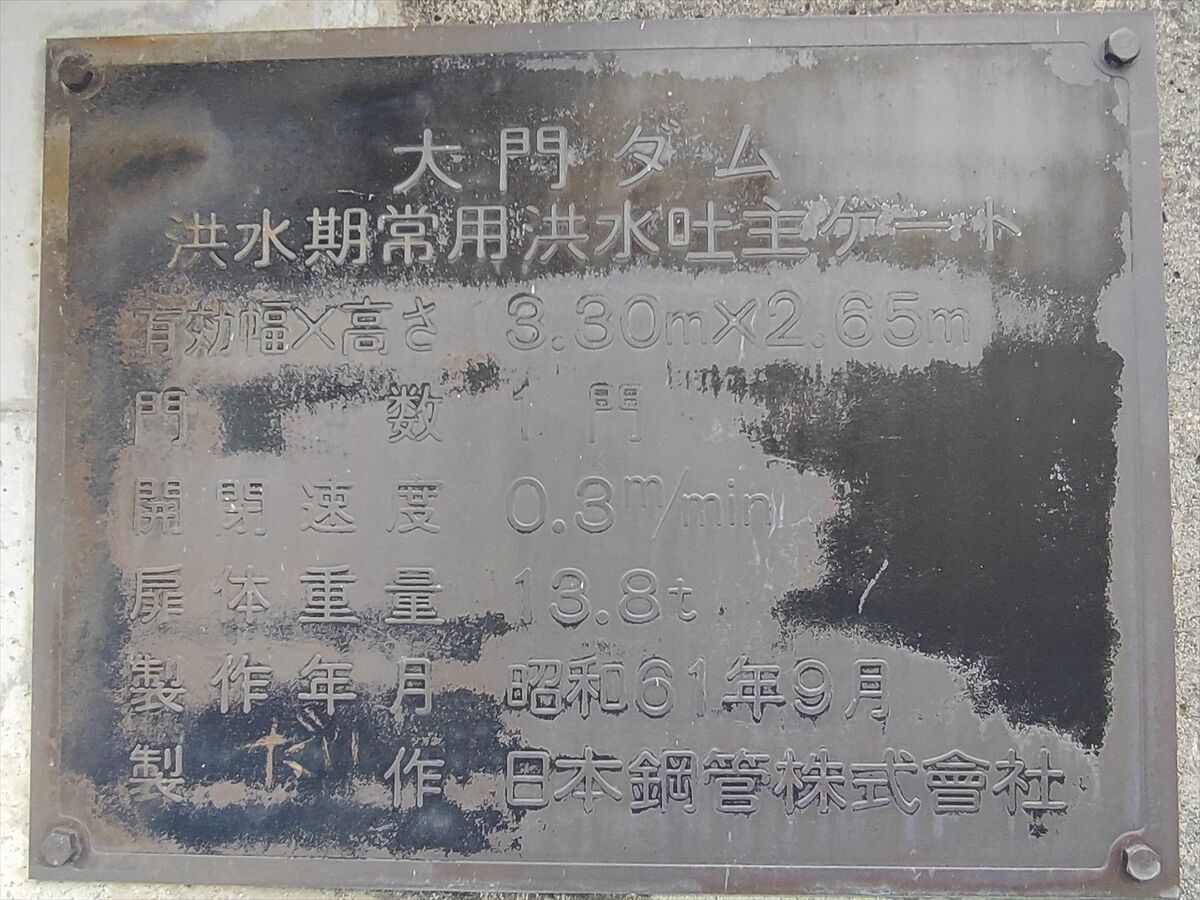 大門ダム
洪水期常用洪水吐主ゲート
有効幅×高さ 3.30m×2.65m
門数 1門
開閉速度 0.3m/min
扉体重量 13.8t
製作年月 昭和61年9月
製作 日本鋼管株式會社